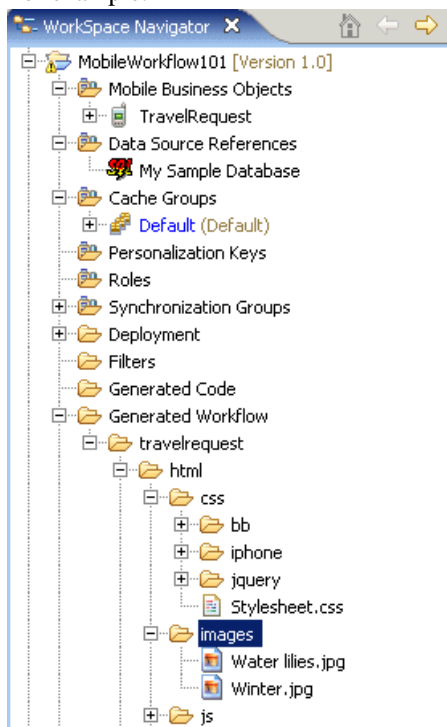 WorkSpace Navigator
MobileWorkflow101 [Version 1.0]
Mobile Business Objects
TravelRequest
Data Source References
My Sample Database
Cache Groups
Default (Default)
Personalization Keys
Roles
Synchronization Groups
Deployment
Filters
Generated Code
Generated Workflow
travelrequest
html
css
bb
iphone
jquery
Stylesheet.css
images
Water lilies.jpg
Winter.jpg
js